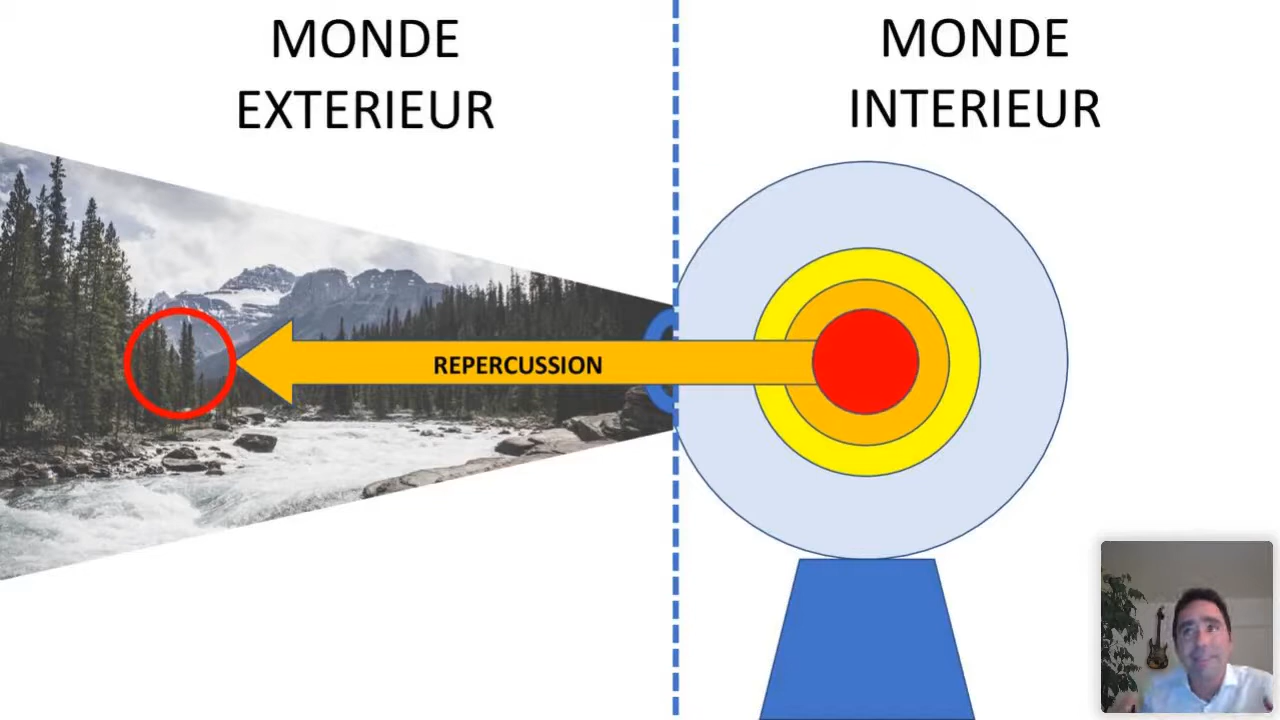 MONDE
EXTERIEUR
MONDE
INTERIEUR
REPERCUSSION